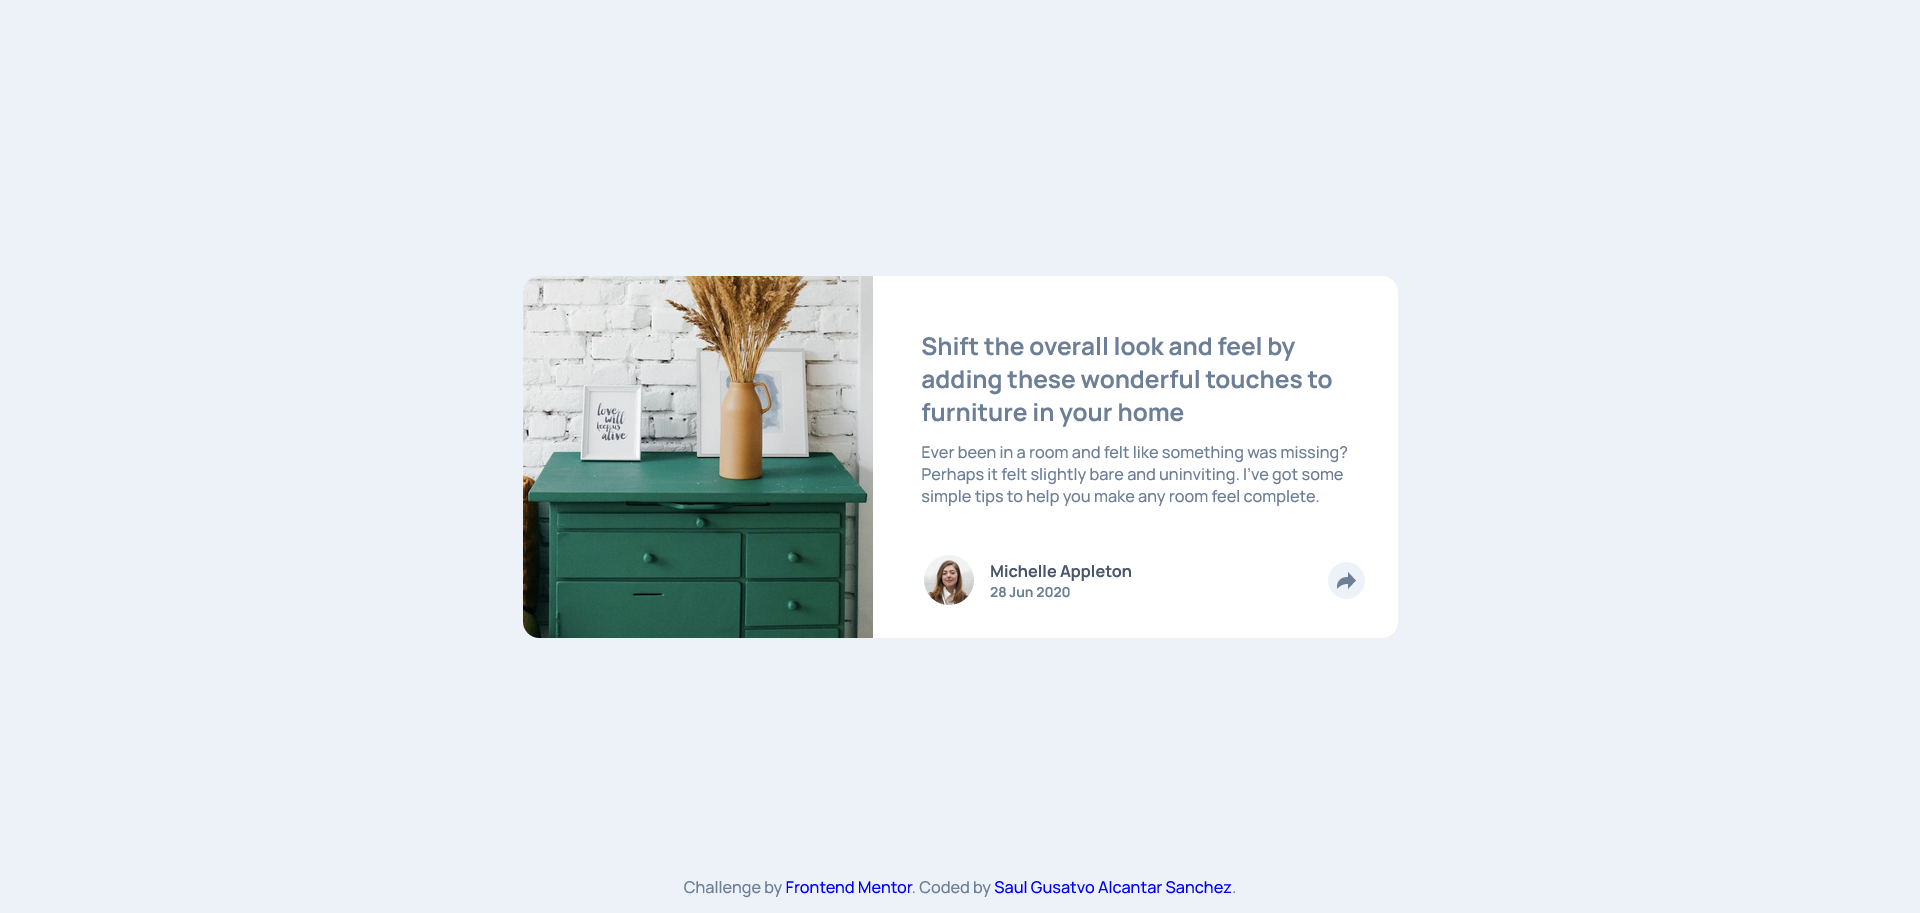 love
will
keep us
alive
Shift the overall look and feel by
adding these wonderful touches to
furniture in your home
Ever been in a room and felt like something was missing?
Perhaps it felt slightly bare and uninviting. I've got some
simple tips to help you make any room feel complete.
Michelle Appleton
28 Jun 2020
Challenge by Frontend Mentor. Coded by Saul Gusatvo Alcantar Sanchez.